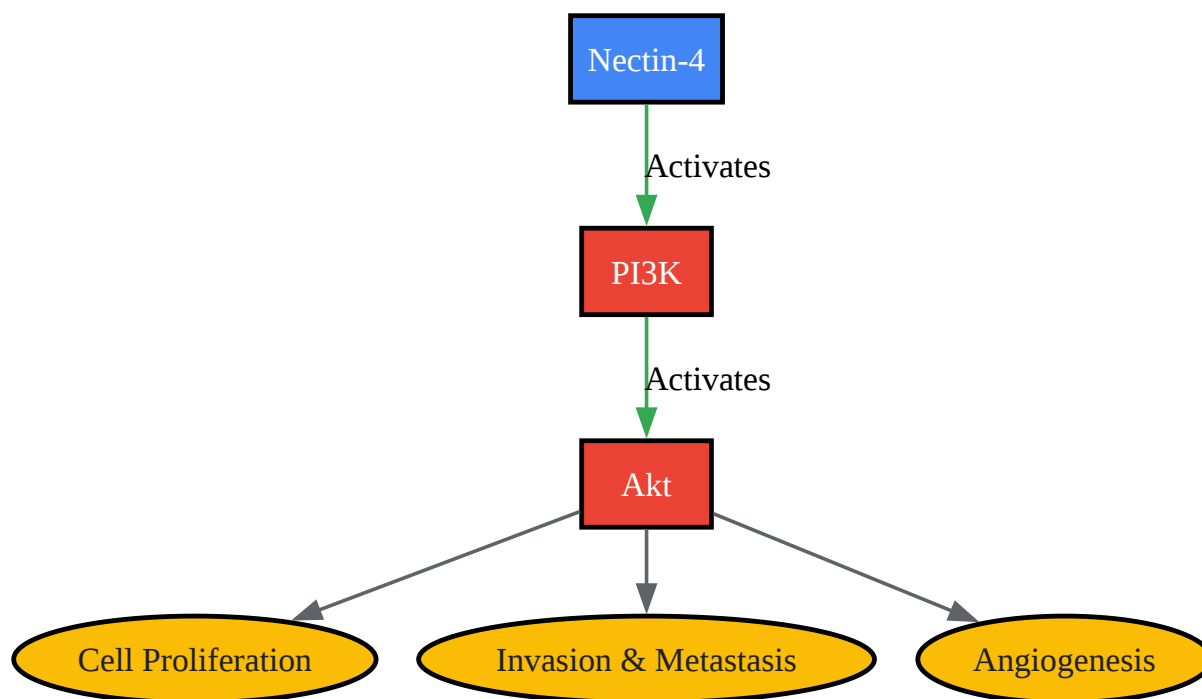 Nectin-4
Activates
PI3K
Activates
Akt
Cell Proliferation
Invasion & Metastasis
Angiogenesis